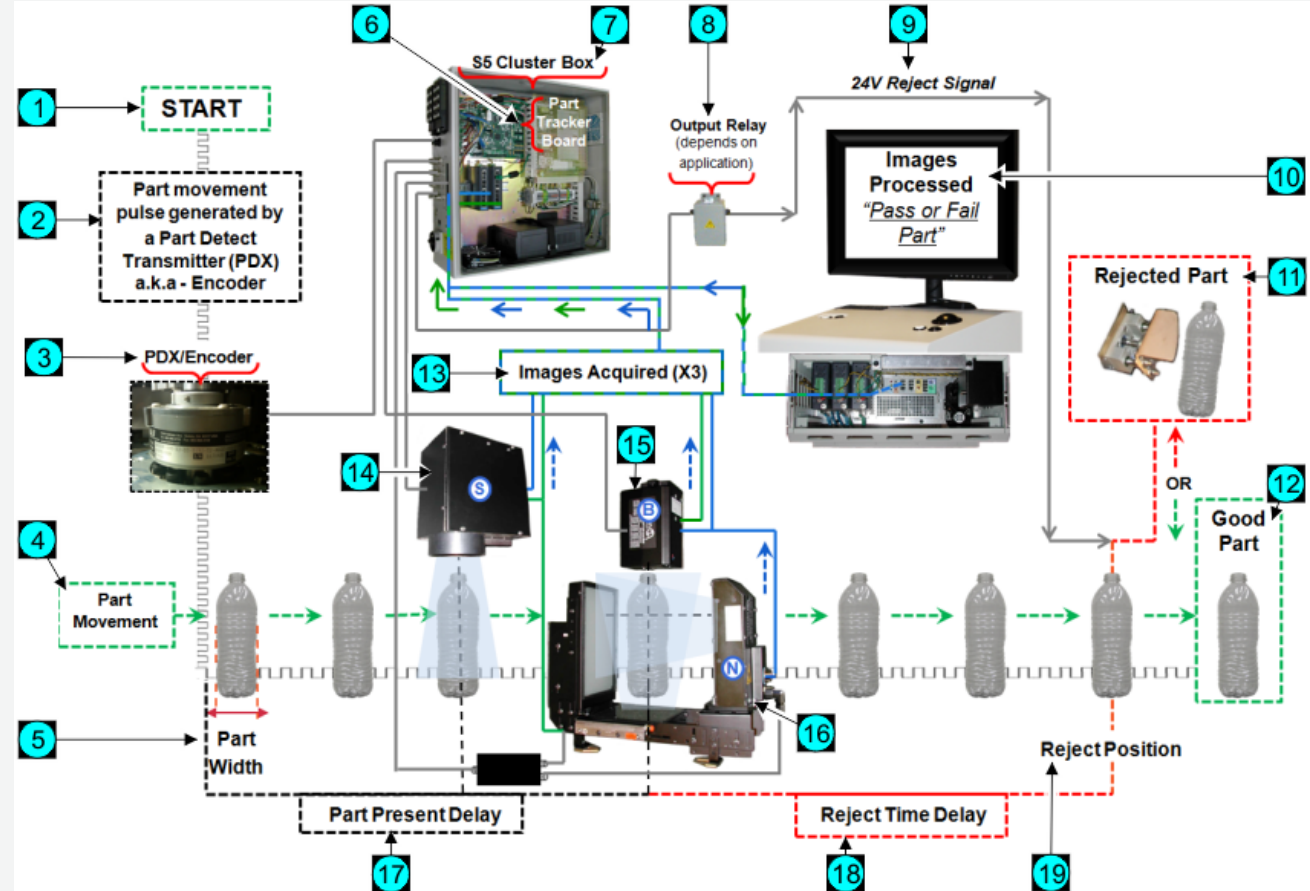 6
7
8
9
S5 Cluster Box
24V Reject Signal
1
START
Part
Tracker
Board
Output Relay
(depends on
application)
Images
Processed
“Pass or Fail
Part”
10
2
Part movement
pulse generated by
a Part Detect
Transmitter (PDX)
a.k.a - Encoder
Rejected Part
11
3
PDX/Encoder
13
Images Acquired (X3)
14
S
15
B
OR
12
Good
Part
4
Part
Movement
N
16
5
Part
Width
Reject Position
Part Present Delay
Reject Time Delay
17
18
19